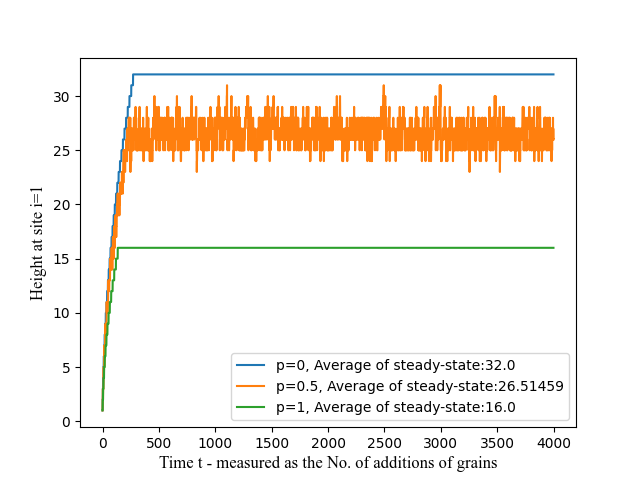 30
25
20
15
10
5
0
Height at site i=1
p=0, Average of steady-state:32.0
p=0.5, Average of steady-state:26.51459
p=1, Average of steady-state:16.0
0 500 1000 1500 2000 2500 3000 3500 4000
Time t - measured as the No. of additions of grains